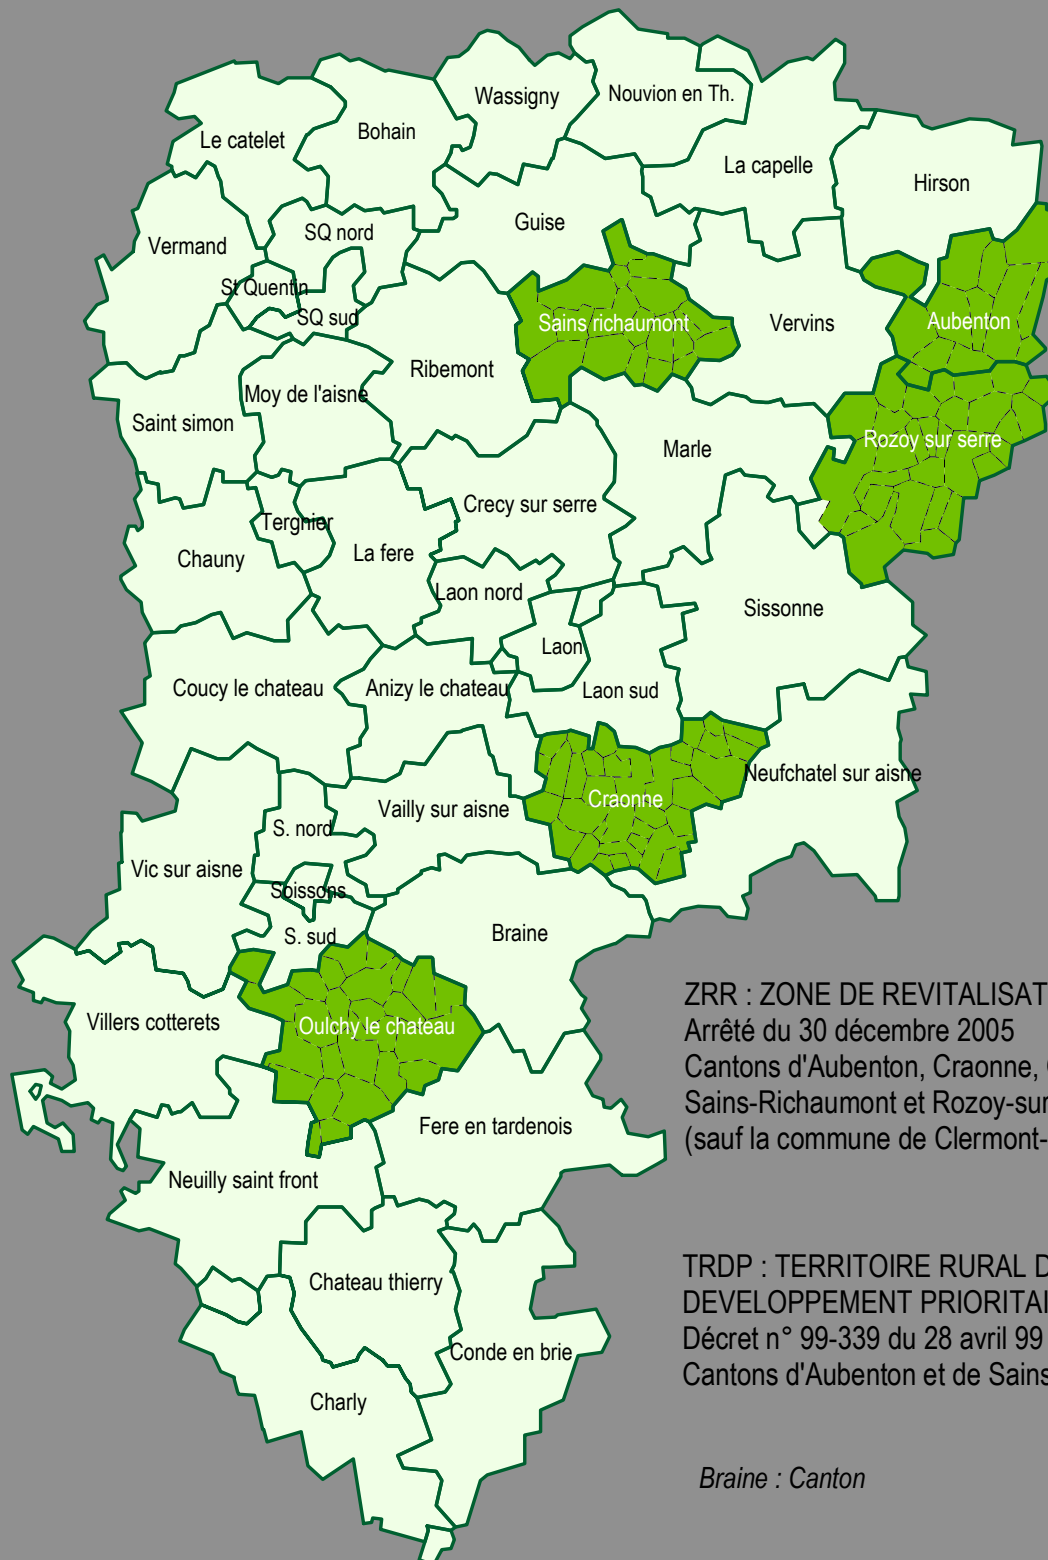 Nouvion en Th.
Wassigny
Bohain
Le catelet
La capelle
Hirson
Guise
SQ nord
Vermand
St Quentin
SQ sud
Sains richaumont
Vervins
Aubenton
Ribemont
Moy de l'aisne
Saint simon
Rozoy sur serre
Marle
Crecy sur serre
Tergnier
La fere
Chauny
Laon nord
Sissonne
Laon
Coucy le chateau
Anizy le chateau
Laon sud
Neufchatel sur aisne
Craonne
Vailly sur aisne
S. nord
Vic sur aisne
Soissons
Braine
S. sud
Villers cotterets
Oulchy le chateau
Fere en tardenois
Neuilly saint front
Chateau thierry
Conde en brie
Charly
ZRR : ZONE DE REVITALISAT
Arrêté du 30 décembre 2005
Cantons d'Aubenton, Craonne,
Sains-Richaumont et Rozoy-sur
(sauf la commune de Clermont-
TRDP : TERRITOIRE RURAL D
DEVELOPPEMENT PRIORITAI
Décret n° 99-339 du 28 avril 99
Cantons d'Aubenton et de Sains
Braine : Canton